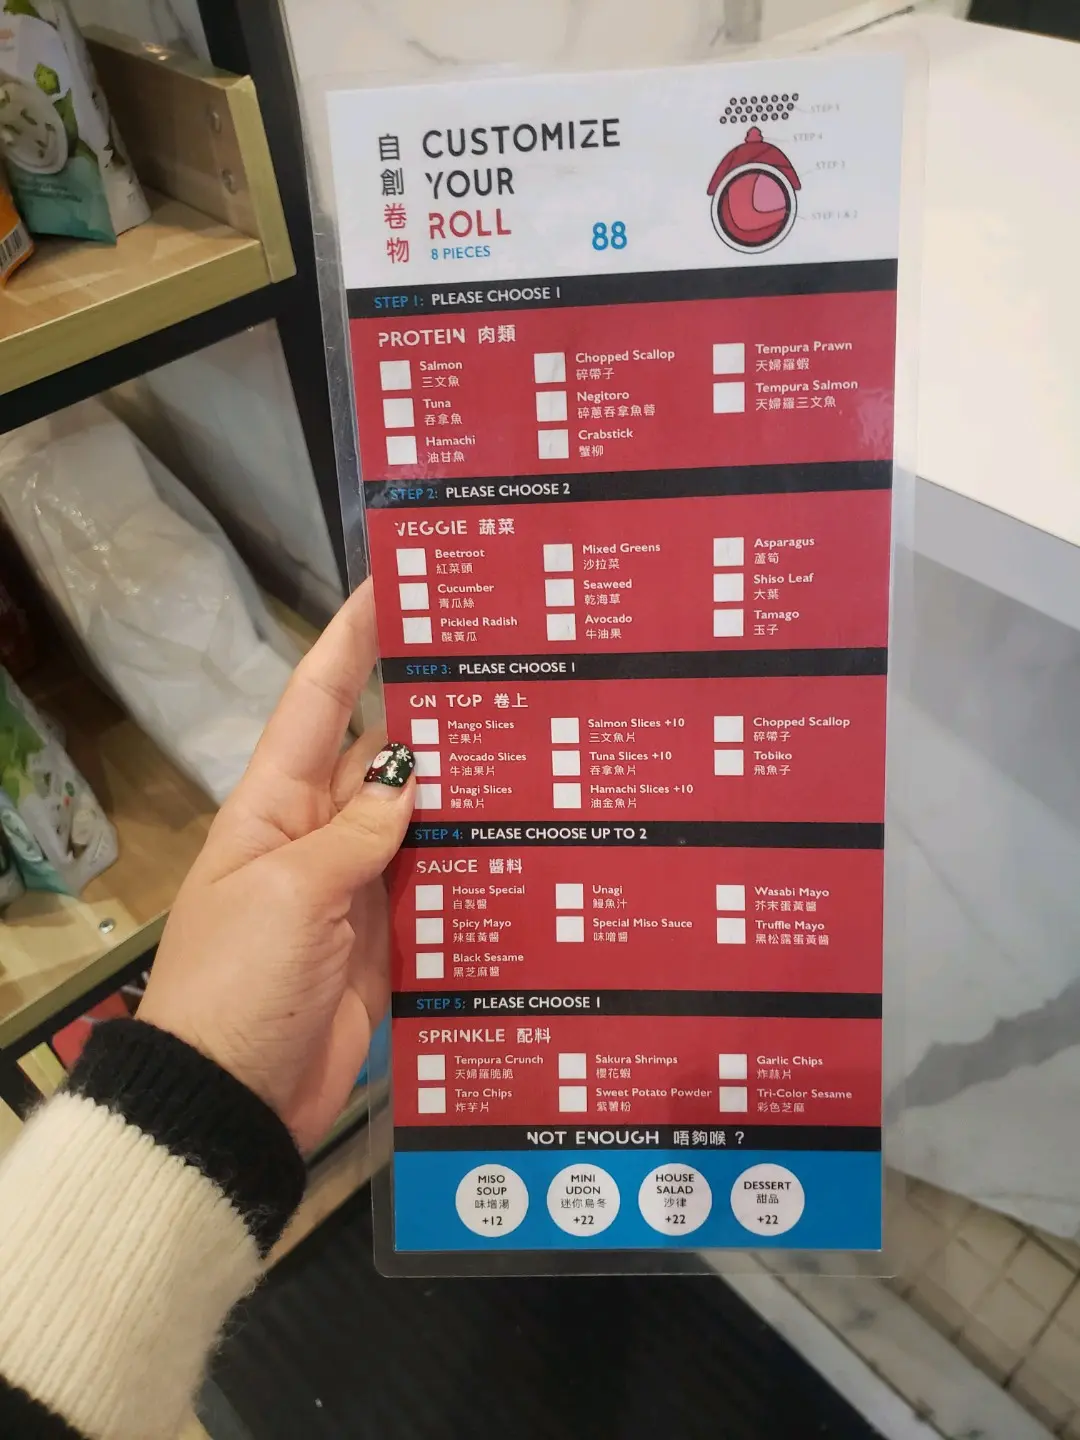 自創卷物
CUSTOMIZE
YOUR
ROLL
8 PIECES
88
STEP 5
STEP 4
STEP 3
STEP 1 & 2
STEP 1: PLEASE CHOOSE 1
PROTEIN 肉類
Salmon
三文魚
Tuna
吞拿魚
Hamachi
油甘魚
Chopped Scallop
碎帶子
Negitoro
碎蔥吞拿魚蓉
Crabstick
蟹柳
Tempura Prawn
天婦羅蝦
Tempura Salmon
天婦羅三文魚
STEP 2: PLEASE CHOOSE 2
VEGGIE 蔬菜
Beetroot
紅菜頭
Cucumber
青瓜絲
Pickled Radish
酸黃瓜
Mixed Greens
沙拉菜
Seaweed
乾海草
Avocado
牛油果
Asparagus
蘆筍
Shiso Leaf
大葉
Tamago
玉子
STEP 3: PLEASE CHOOSE 1
ON TOP 卷上
Mango Slices
芒果片
Avocado Slices
牛油果片
Unagi Slices
鰻魚片
Salmon Slices +10
三文魚片
Tuna Slices +10
吞拿魚片
Hamachi Slices +10
油金魚片
Chopped Scallop
碎帶子
Tobiko
飛魚子
STEP 4: PLEASE CHOOSE UP TO 2
SAUCE 醬料
House Special
自製醬
Spicy Mayo
辣蛋黃醬
Black Sesame
黑芝麻醬
Unagi
鰻魚汁
Special Miso Sauce
味噌醬
Wasabi Mayo
芥末蛋黃醬
Truffle Mayo
黑松露蛋黃醬
STEP 5: PLEASE CHOOSE 1
SPRINKLE 配料
Tempura Crunch
天婦羅脆脆
Taro Chips
炸芋片
Sakura Shrimps
櫻花蝦
Sweet Potato Powder
紫薯粉
Garlic Chips
炸蒜片
Tri-Color Sesame
彩色芝麻
NOT ENOUGH 唔夠喉 ?
MISO
SOUP
味增湯
+12
MINI
UDON
迷你烏冬
+22
HOUSE
SALAD
沙律
+22
DESSERT
甜品
+22